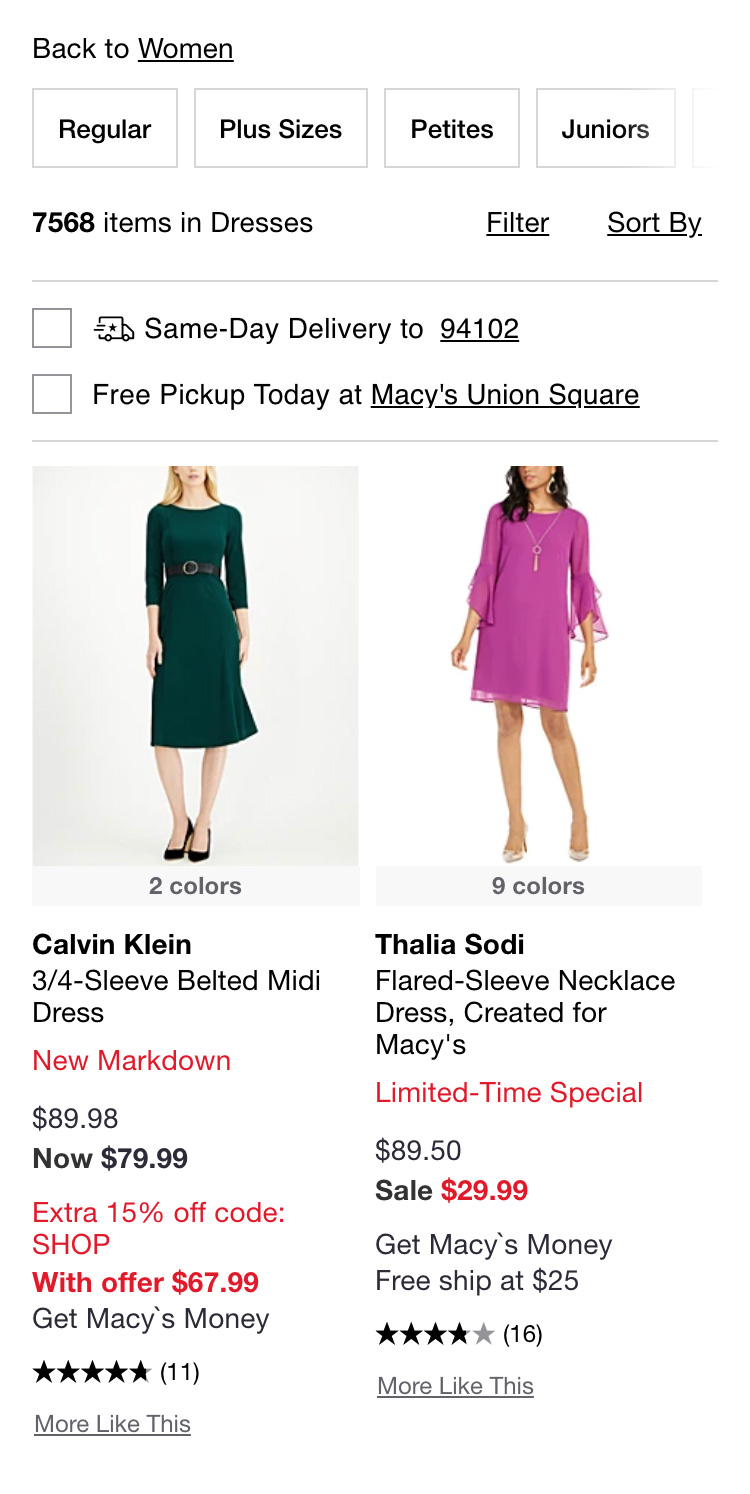 Back to Women
Regular
Plus Sizes
Petites
Juniors
7568 items in Dresses
Filter
Sort By
Same-Day Delivery to 94102
Free Pickup Today at Macy's Union Square
2 colors
Calvin Klein
3/4-Sleeve Belted Midi
Dress
New Markdown
$89.98
Now $79.99
Extra 15% off code:
SHOP
With offer $67.99
Get Macy`s Money
(11)
More Like This
9 colors
Thalia Sodi
Flared-Sleeve Necklace
Dress, Created for
Macy's
Limited-Time Special
$89.50
Sale $29.99
Get Macy`s Money
Free ship at $25
(16)
More Like This